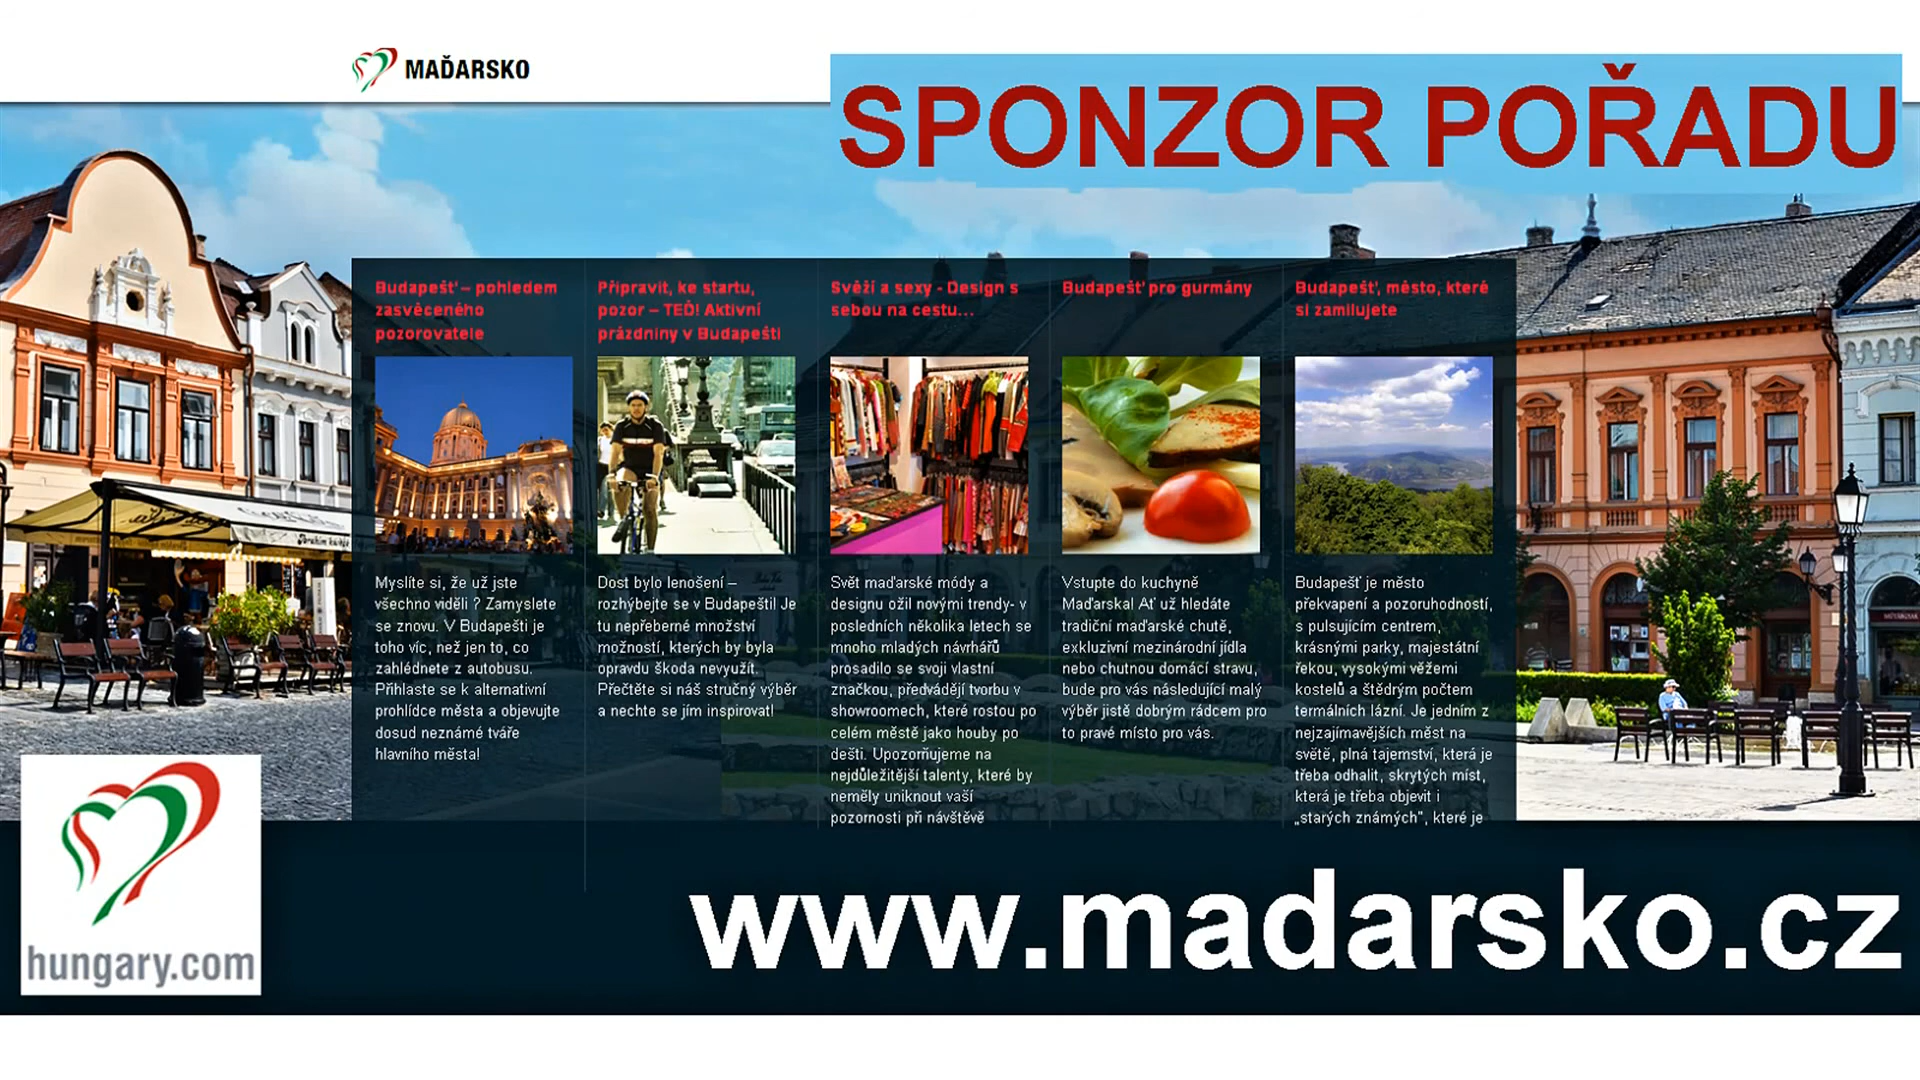 MAĎARSKO
SPONZOR POŘADU
Budapešť – pohledem
zasvěceného
pozorovatele
Připravit, ke startu,
pozor – TEĎ! Aktivní
prázdniny v Budapešti
Svěží a sexy - Design s
sebou na cestu...
Budapešť pro gurmány
Budapešť, město, které
si zamilujete
Myslíte si, že už jste
všechno viděli ? Zamyslete
se znovu. V Budapešti je
toho víc, než jen to, co
zahlédnete z autobusu.
Přihlaste se k alternativní
prohlídce města a objevujte
dosud neznámé tváře
hlavního města!
Dost bylo lenošení –
rozhýbejte se v Budapešti! Je
tu nepřeberné množství
možností, kterých by byla
opravdu škoda nevyužít.
Přečtěte si náš stručný výběr
a nechte se jím inspirovat!
Svět maďarské módy a
designu ožil novými trendy- v
posledních několika letech se
mnoho mladých návrhářů
prosadilo se svoji vlastní
značkou, předvádějí tvorbu v
showroomech, které rostou po
celém městě jako houby po
dešti. Upozorňujeme na
nejdůležitější talenty, které by
neměly uniknout vaší
pozornosti při návštěvě
Vstupte do kuchyně
Maďarska! Ať už hledáte
tradiční maďarské chutě,
exkluzivní mezinárodní jídla
nebo chutnou domácí stravu,
bude pro vás následující malý
výběr jistě dobrým rádcem pro
to pravé místo pro vás.
Budapešť je město
překvapení a pozoruhodností,
s pulsujícím centrem,
krásnými parky, majestátní
řekou, vysokými věžemi
kostelů a štědrým počtem
termálních lázní. Je jedním z
nejzajímavějších měst na
světě, plná tajemství, která je
třeba odhalit, skrytých míst,
která je třeba objevit i
„starých známých", které je
hungary.com
www.madarsko.cz